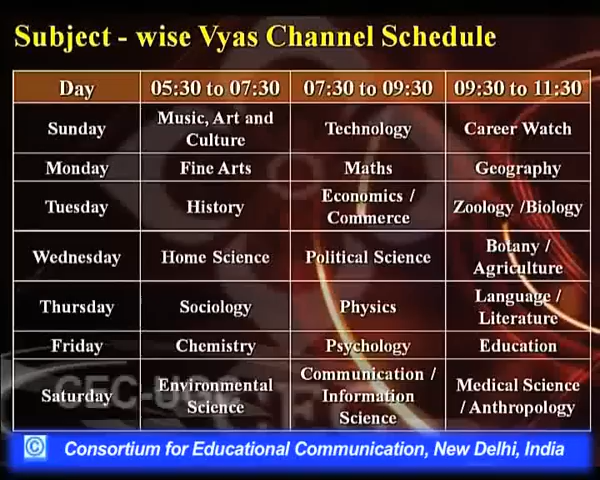 Subject - wise Vyas Channel Schedule
Day 05:30 to 07:30 07:30 to 09:30 09:30 to 11:30
Sunday Music, Art and Culture Technology Career Watch
Monday Fine Arts Maths Geography
Tuesday History Economics / Commerce Zoology /Biology
Wednesday Home Science Political Science Botany / Agriculture
Thursday Sociology Physics Language / Literature
Friday Chemistry Psychology Education
Saturday Environmental Science Communication / Information Science Medical Science / Anthropology
CEC-UGC
© Consortium for Educational Communication, New Delhi, India